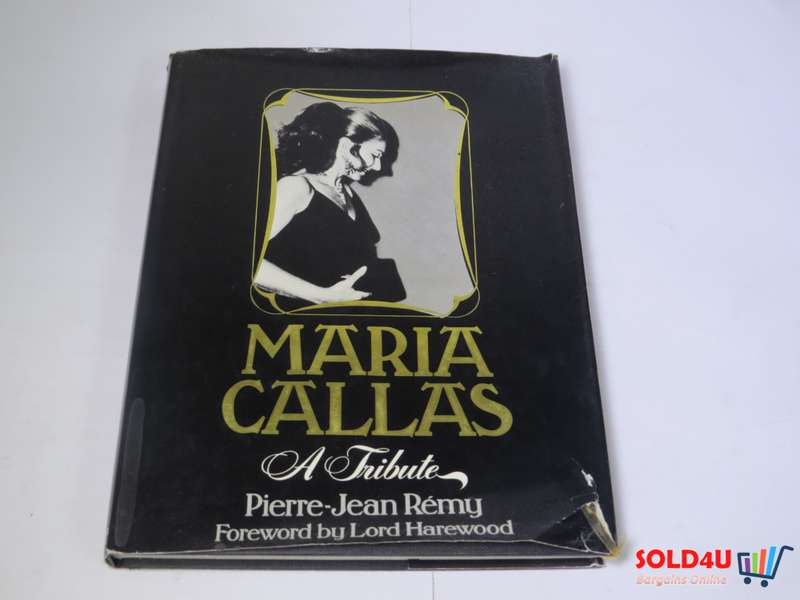 MARIA
CALLAS
A Tribute
Pierre-Jean Rémy
Foreword by Lord Harewood
SOLD4U
Bargains Online